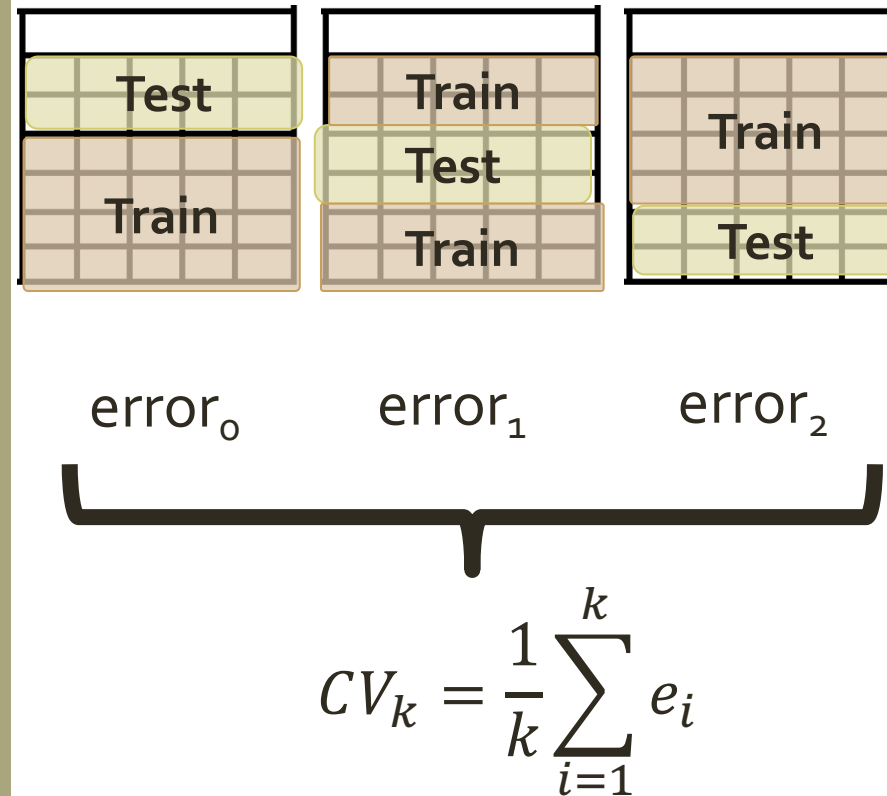 Test
Train
Train
Test
Train
Train
Test
error₀ error₁ error₂
CVₖ = 1/k ∑ᵢ₌₁ᵏ eᵢ